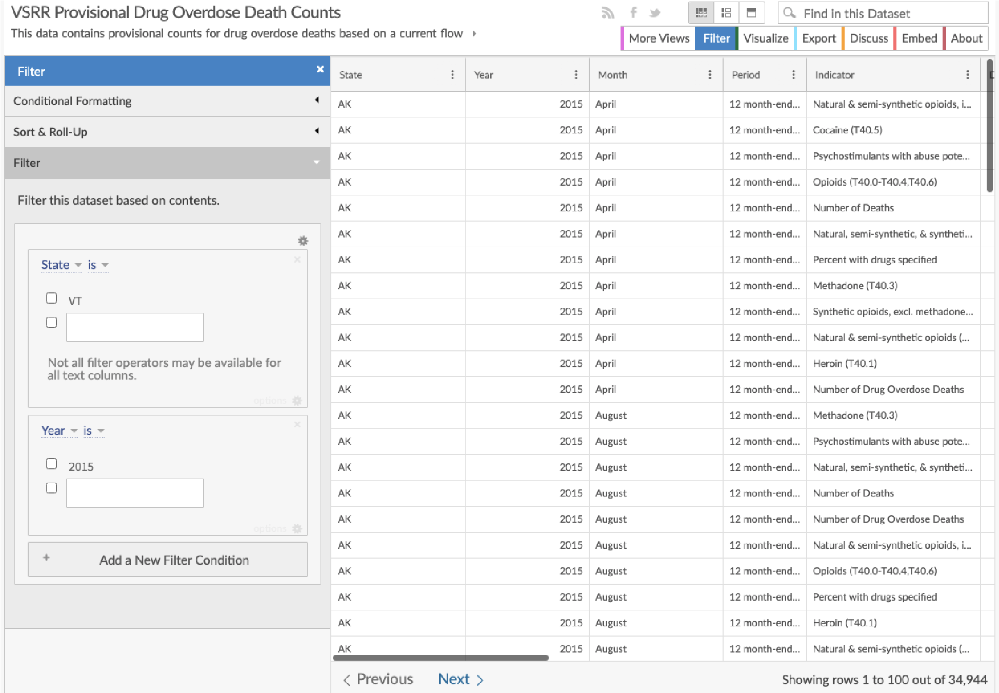 VSRR Provisional Drug Overdose Death Counts
This data contains provisional counts for drug overdose deaths based on a current flow
Find in this Dataset
More Views Filter Visualize Export Discuss Embed About
Filter
Conditional Formatting
Sort & Roll-Up
Filter
Filter this dataset based on contents.
State is
VT
Not all filter operators may be available for
all text columns.
options
Year is
2015
options
+ Add a New Filter Condition
State Year Month Period Indicator
AK 2015 April 12 month-end... Natural & semi-synthetic opioids, i...
AK 2015 April 12 month-end... Cocaine (T40.5)
AK 2015 April 12 month-end... Psychostimulants with abuse pote...
AK 2015 April 12 month-end... Opioids (T40.0-T40.4,T40.6)
AK 2015 April 12 month-end... Number of Deaths
AK 2015 April 12 month-end... Natural, semi-synthetic, & syntheti...
AK 2015 April 12 month-end... Percent with drugs specified
AK 2015 April 12 month-end... Methadone (T40.3)
AK 2015 April 12 month-end... Synthetic opioids, excl. methadone...
AK 2015 April 12 month-end... Natural & semi-synthetic opioids (...
AK 2015 April 12 month-end... Heroin (T40.1)
AK 2015 April 12 month-end... Number of Drug Overdose Deaths
AK 2015 August 12 month-end... Methadone (T40.3)
AK 2015 August 12 month-end... Psychostimulants with abuse pote...
AK 2015 August 12 month-end... Natural, semi-synthetic, & syntheti...
AK 2015 August 12 month-end... Number of Deaths
AK 2015 August 12 month-end... Number of Drug Overdose Deaths
AK 2015 August 12 month-end... Natural & semi-synthetic opioids, i...
AK 2015 August 12 month-end... Opioids (T40.0-T40.4,T40.6)
AK 2015 August 12 month-end... Percent with drugs specified
AK 2015 August 12 month-end... Heroin (T40.1)
AK 2015 August 12 month-end... Natural & semi-synthetic opioids (...
< Previous Next >
Showing rows 1 to 100 out of 34,944